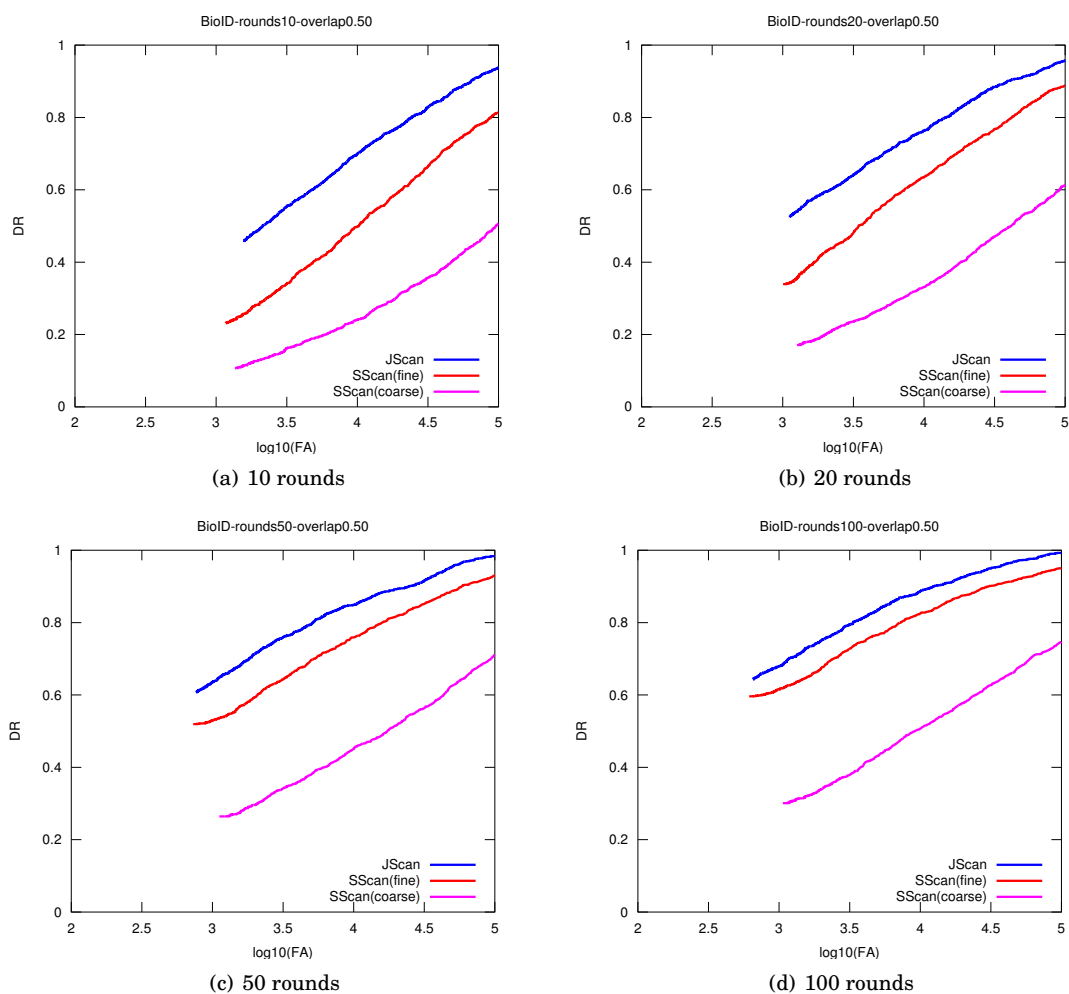 BioID-rounds10-overlap0.50
1
0.8
0.6
DR
0.4
0.2
0
JScan
SScan(fine)
SScan(coarse)
2 2.5 3 3.5 4 4.5 5
log10(FA)
(a) 10 rounds
BioID-rounds20-overlap0.50
1
0.8
0.6
DR
0.4
0.2
0
JScan
SScan(fine)
SScan(coarse)
2 2.5 3 3.5 4 4.5 5
log10(FA)
(b) 20 rounds
BioID-rounds50-overlap0.50
1
0.8
0.6
DR
0.4
0.2
0
JScan
SScan(fine)
SScan(coarse)
2 2.5 3 3.5 4 4.5 5
log10(FA)
(c) 50 rounds
BioID-rounds100-overlap0.50
1
0.8
0.6
DR
0.4
0.2
0
JScan
SScan(fine)
SScan(coarse)
2 2.5 3 3.5 4 4.5 5
log10(FA)
(d) 100 rounds